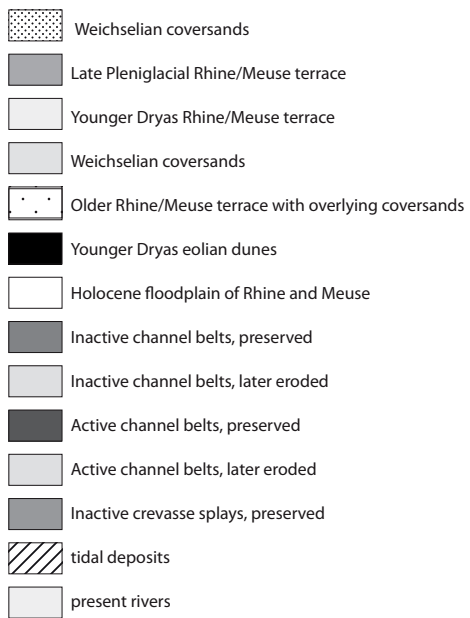 Weichselian coversands
Late Pleniglacial Rhine/Meuse terrace
Younger Dryas Rhine/Meuse terrace
Weichselian coversands
Older Rhine/Meuse terrace with overlying coversands
Younger Dryas eolian dunes
Holocene floodplain of Rhine and Meuse
Inactive channel belts, preserved
Inactive channel belts, later eroded
Active channel belts, preserved
Active channel belts, later eroded
Inactive crevasse splays, preserved
tidal deposits
present rivers